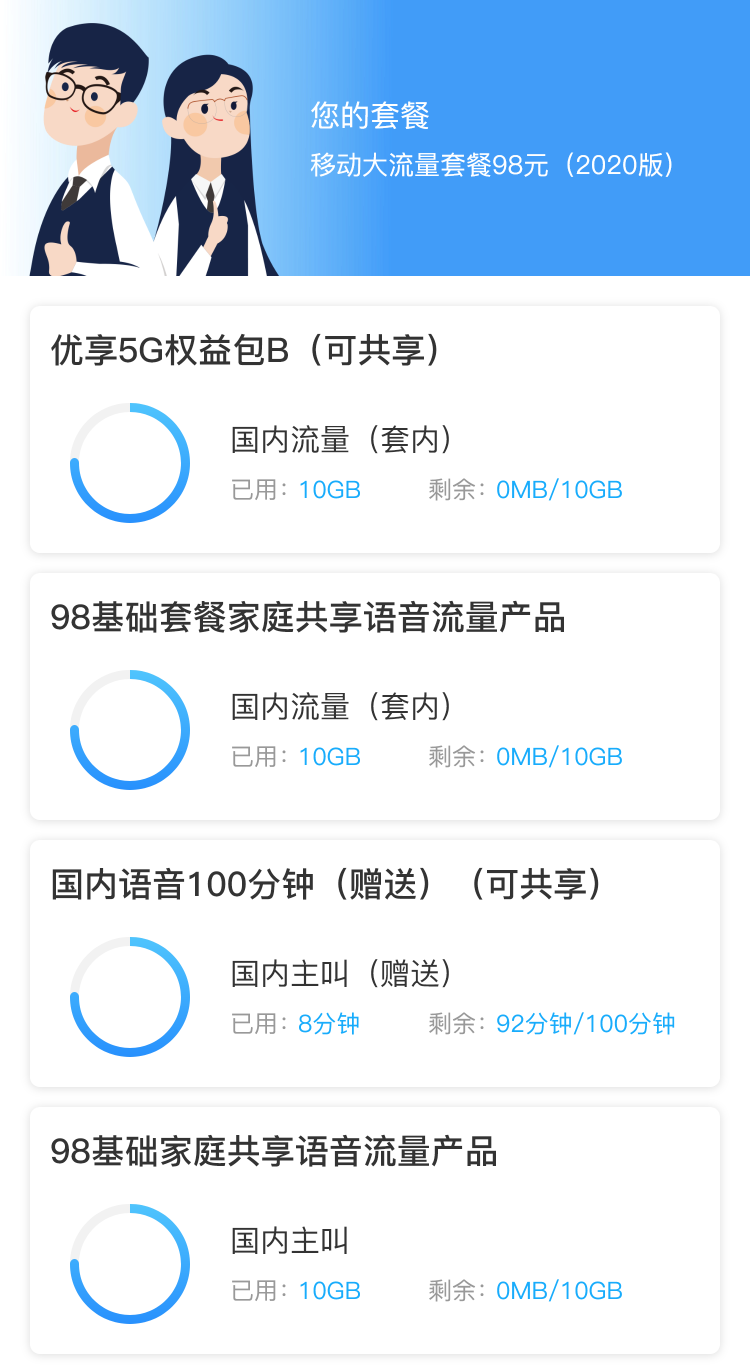 您的套餐
移动大流量套餐98元（2020版）
优享5G权益包B（可共享）
国内流量（套内）
已用：10GB 剩余：0MB/10GB
98基础套餐家庭共享语音流量产品
国内流量（套内）
已用：10GB 剩余：0MB/10GB
国内语音100分钟（赠送）（可共享）
国内主叫（赠送）
已用：8分钟 剩余：92分钟/100分钟
98基础家庭共享语音流量产品
国内主叫
已用：10GB 剩余：0MB/10GB